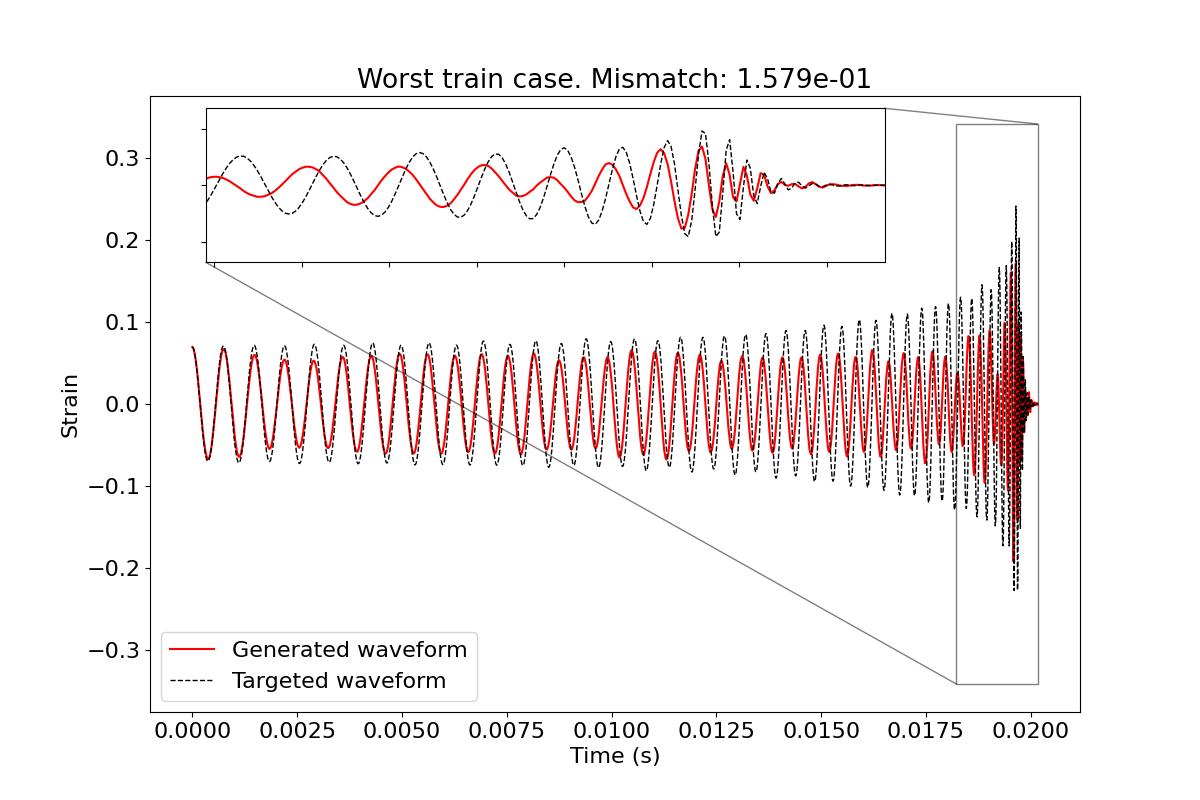 Worst train case. Mismatch: 1.579e-01
0.3
0.2
0.1
0.0
−0.1
−0.2
−0.3
Strain
Generated waveform
Targeted waveform
0.0000 0.0025 0.0050 0.0075 0.0100 0.0125 0.0150 0.0175 0.0200
Time (s)